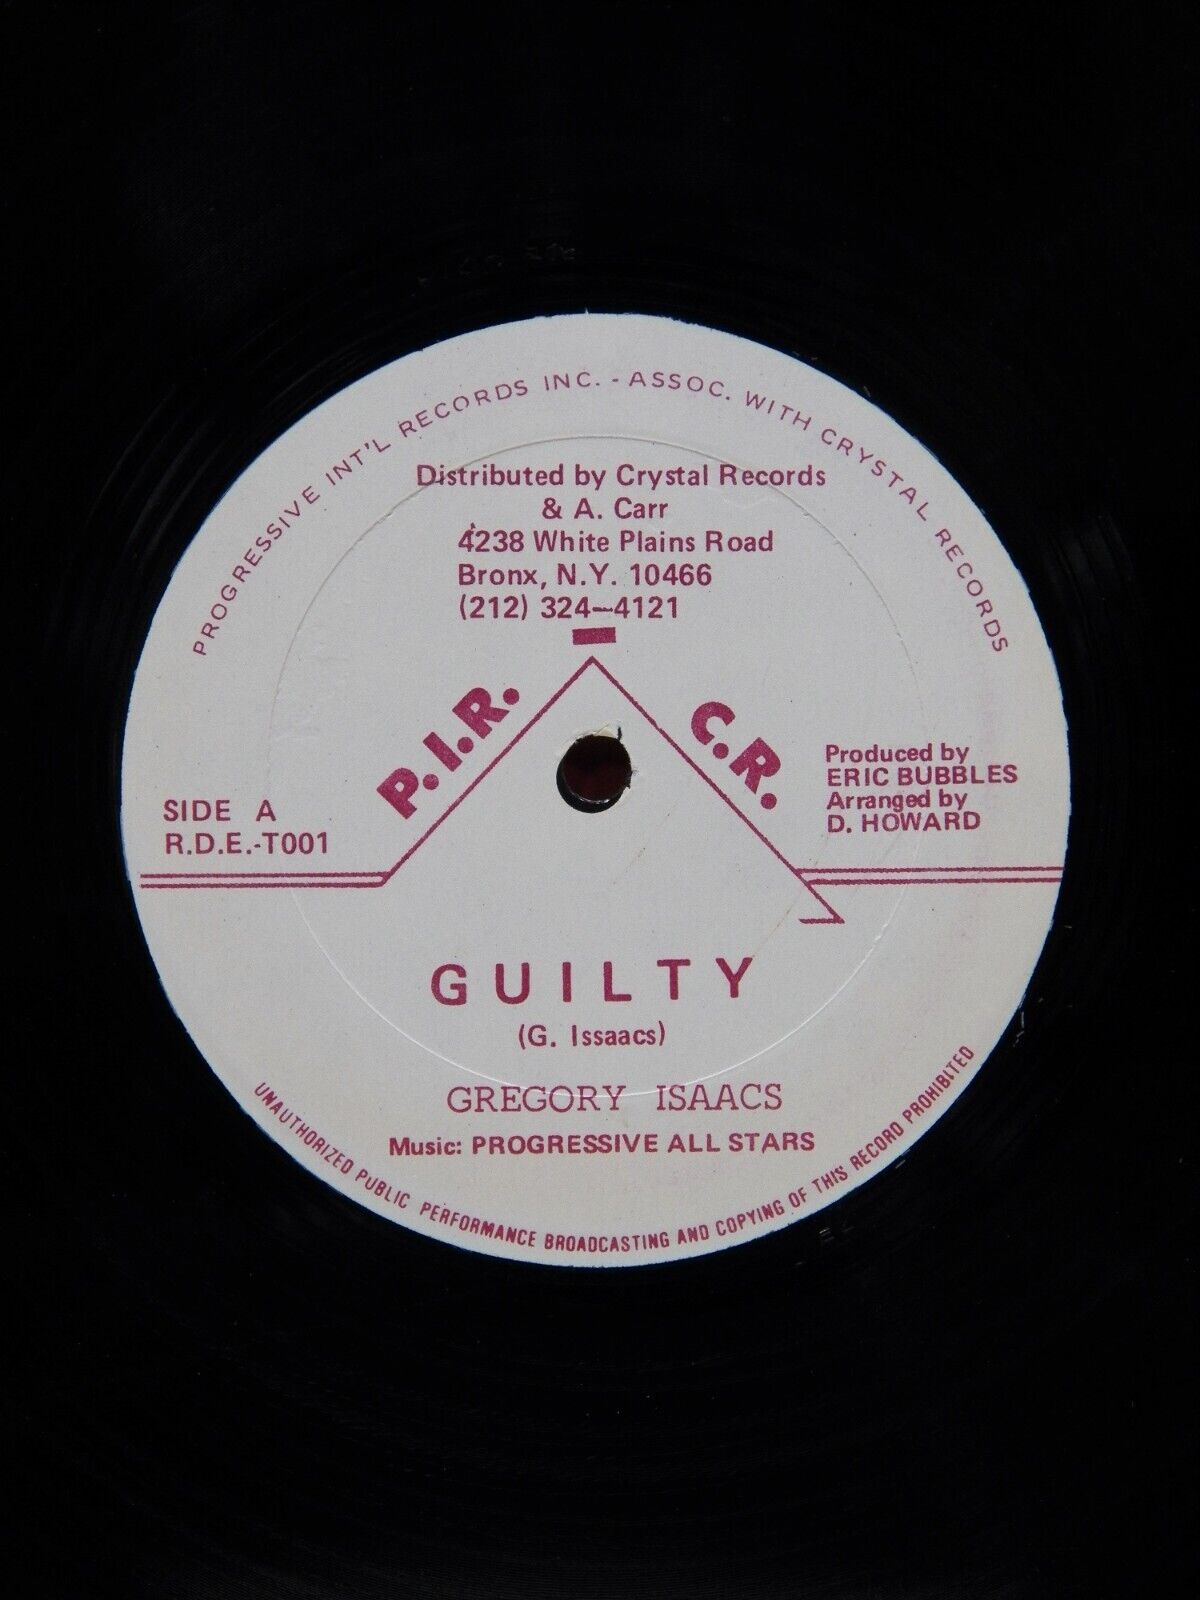 PROGRESSIVE INT'L RECORDS INC. - ASSOC. WITH CRYSTAL RECORDS
Distributed by Crystal Records
& A. Carr
4238 White Plains Road
Bronx, N.Y. 10466
(212) 324-4121
P.I.R.
C.R.
SIDE A
R.D.E.-T001
Produced by
ERIC BUBBLES
Arranged by
D. HOWARD
GUILTY
(G. Issaacs)
GREGORY ISAACS
Music: PROGRESSIVE ALL STARS
UNAUTHORIZED PUBLIC PERFORMANCE BROADCASTING AND COPYING OF THIS RECORD PROHIBITED